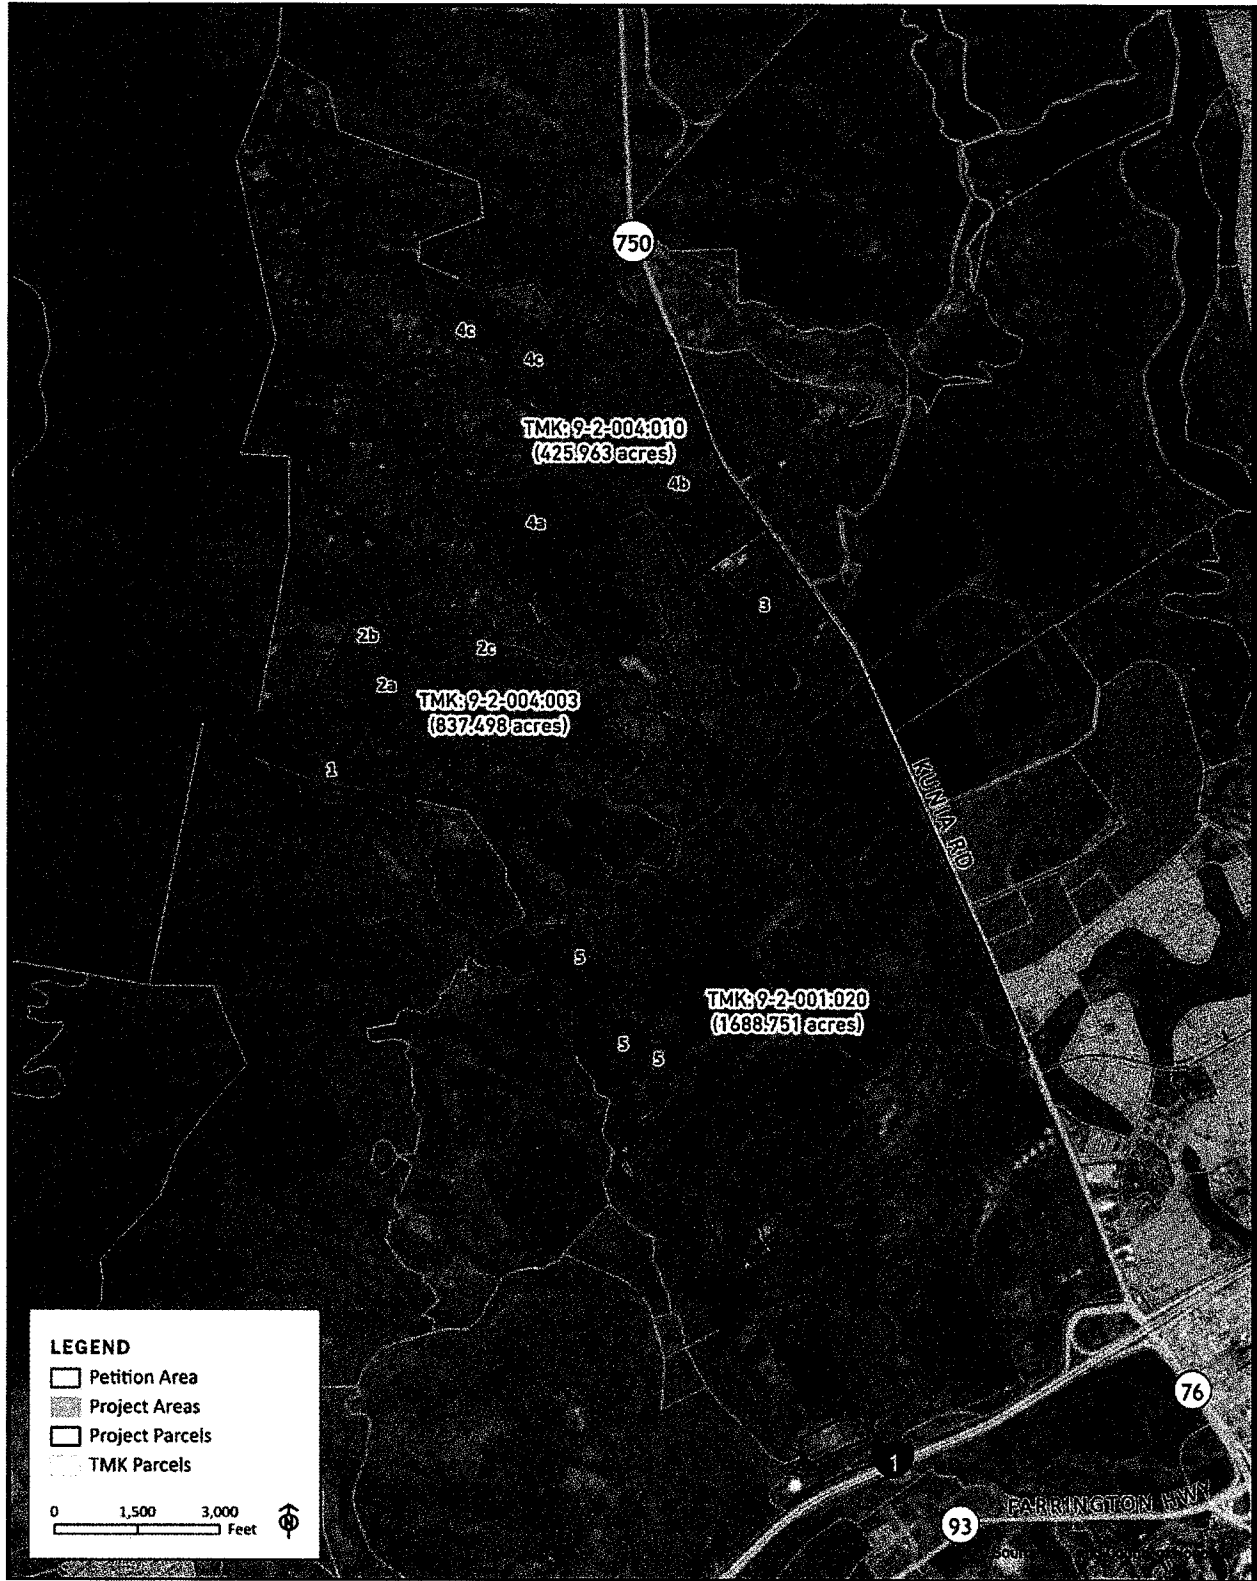 750
4c
4c
TMK: 9-2-004:010
(425.963 acres)
4b
4a
3
2b
2c
2a
TMK: 9-2-004:003
(837.498 acres)
1
KUNIA RD
5
TMK: 9-2-001:020
(1688.751 acres)
5
5
LEGEND
Petition Area
Project Areas
Project Parcels
TMK Parcels
0 1,500 3,000
Feet
N
76
1
FARRINGTON HWY
93